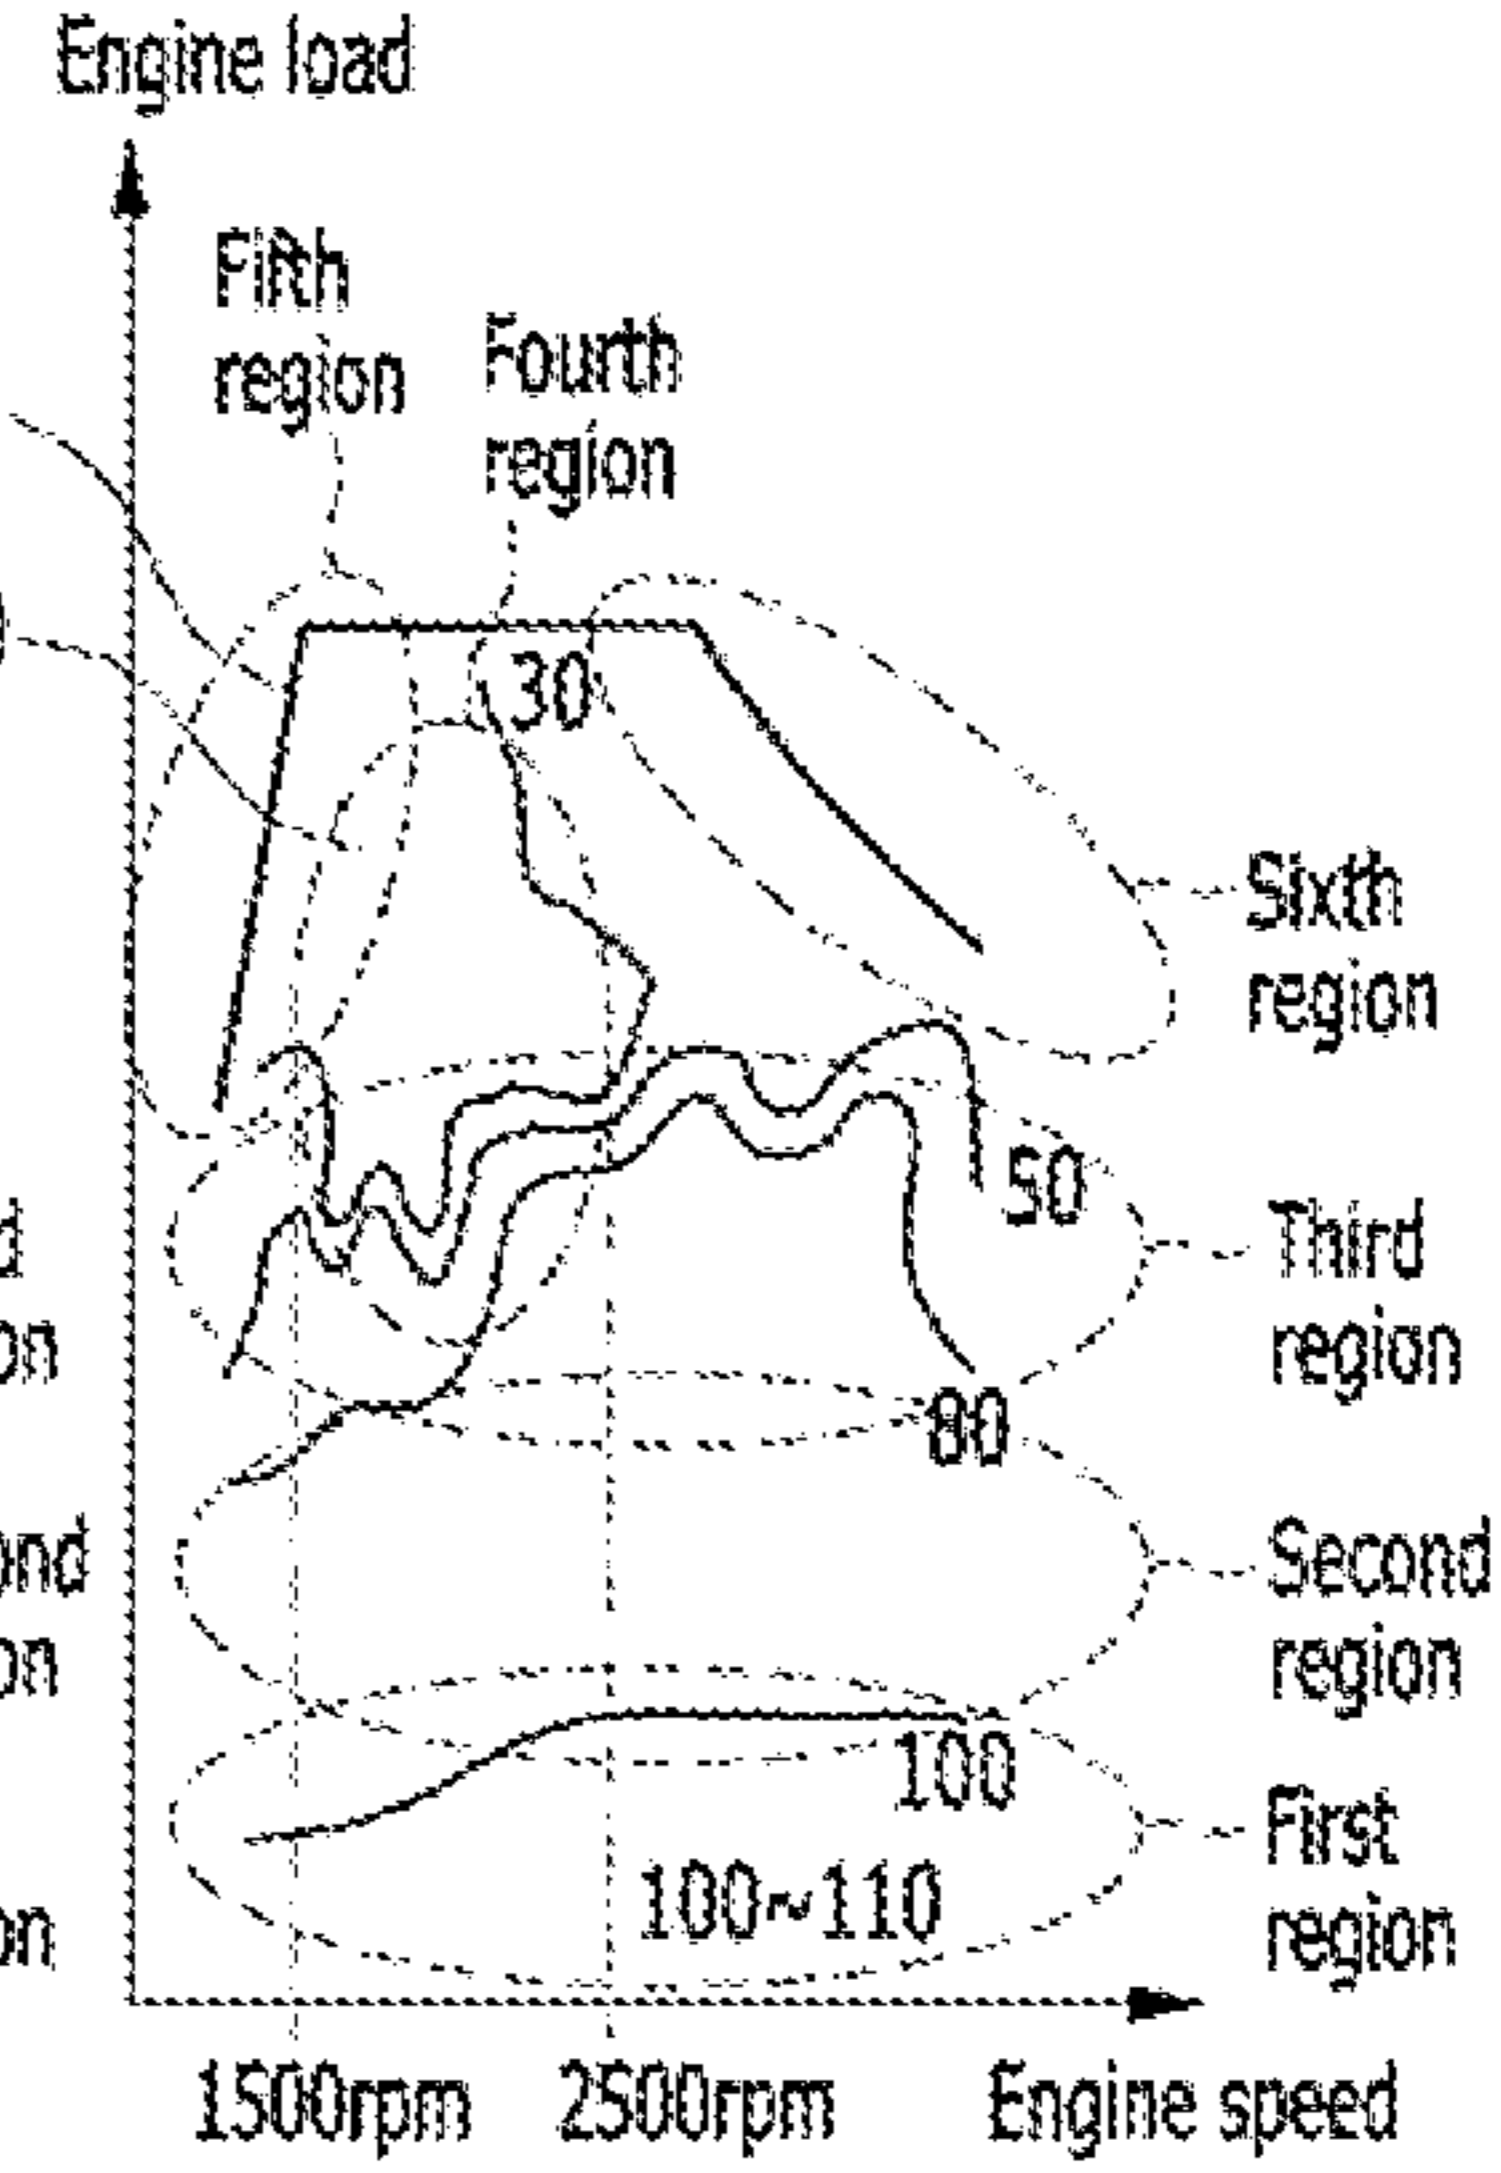 Engine load
Fifth
region
Fourth
region
30
Sixth
region
50
Third
region
80
Second
region
100
First
region
100~110
1500rpm
2500rpm
Engine speed